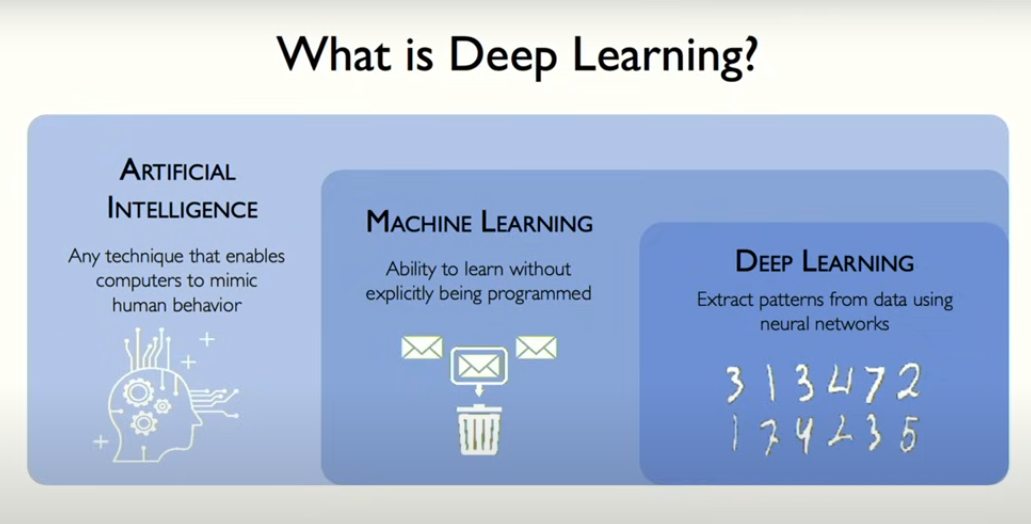 What is Deep Learning?
ARTIFICIAL
INTELLIGENCE
Any technique that enables
computers to mimic
human behavior
MACHINE LEARNING
Ability to learn without
explicitly being programmed
DEEP LEARNING
Extract patterns from data using
neural networks
3 1 3 4 7 2
1 7 4 2 3 5